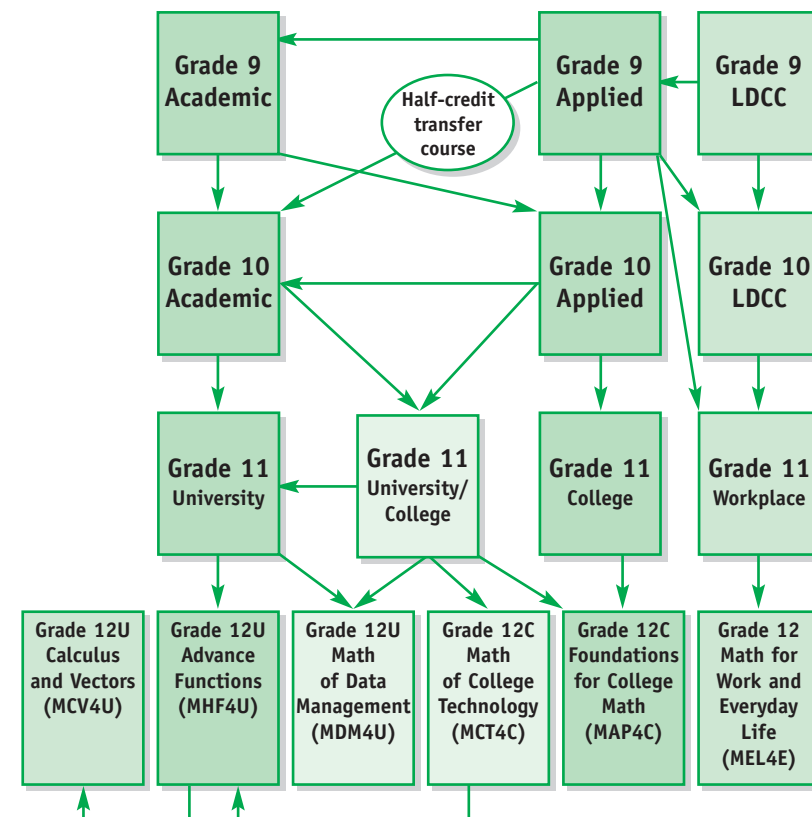 Grade 9
Academic
Half-credit
transfer
course
Grade 9
Applied
Grade 9
LDCC
Grade 10
Academic
Grade 10
Applied
Grade 10
LDCC
Grade 11
University
Grade 11
University/
College
Grade 11
College
Grade 11
Workplace
Grade 12U
Calculus
and Vectors
(MCV4U)
Grade 12U
Advance
Functions
(MHF4U)
Grade 12U
Math
of Data
Management
(MDM4U)
Grade 12C
Math
of College
Technology
(MCT4C)
Grade 12C
Foundations
for College
Math
(MAP4C)
Grade 12
Math for
Work and
Everyday
Life
(MEL4E)